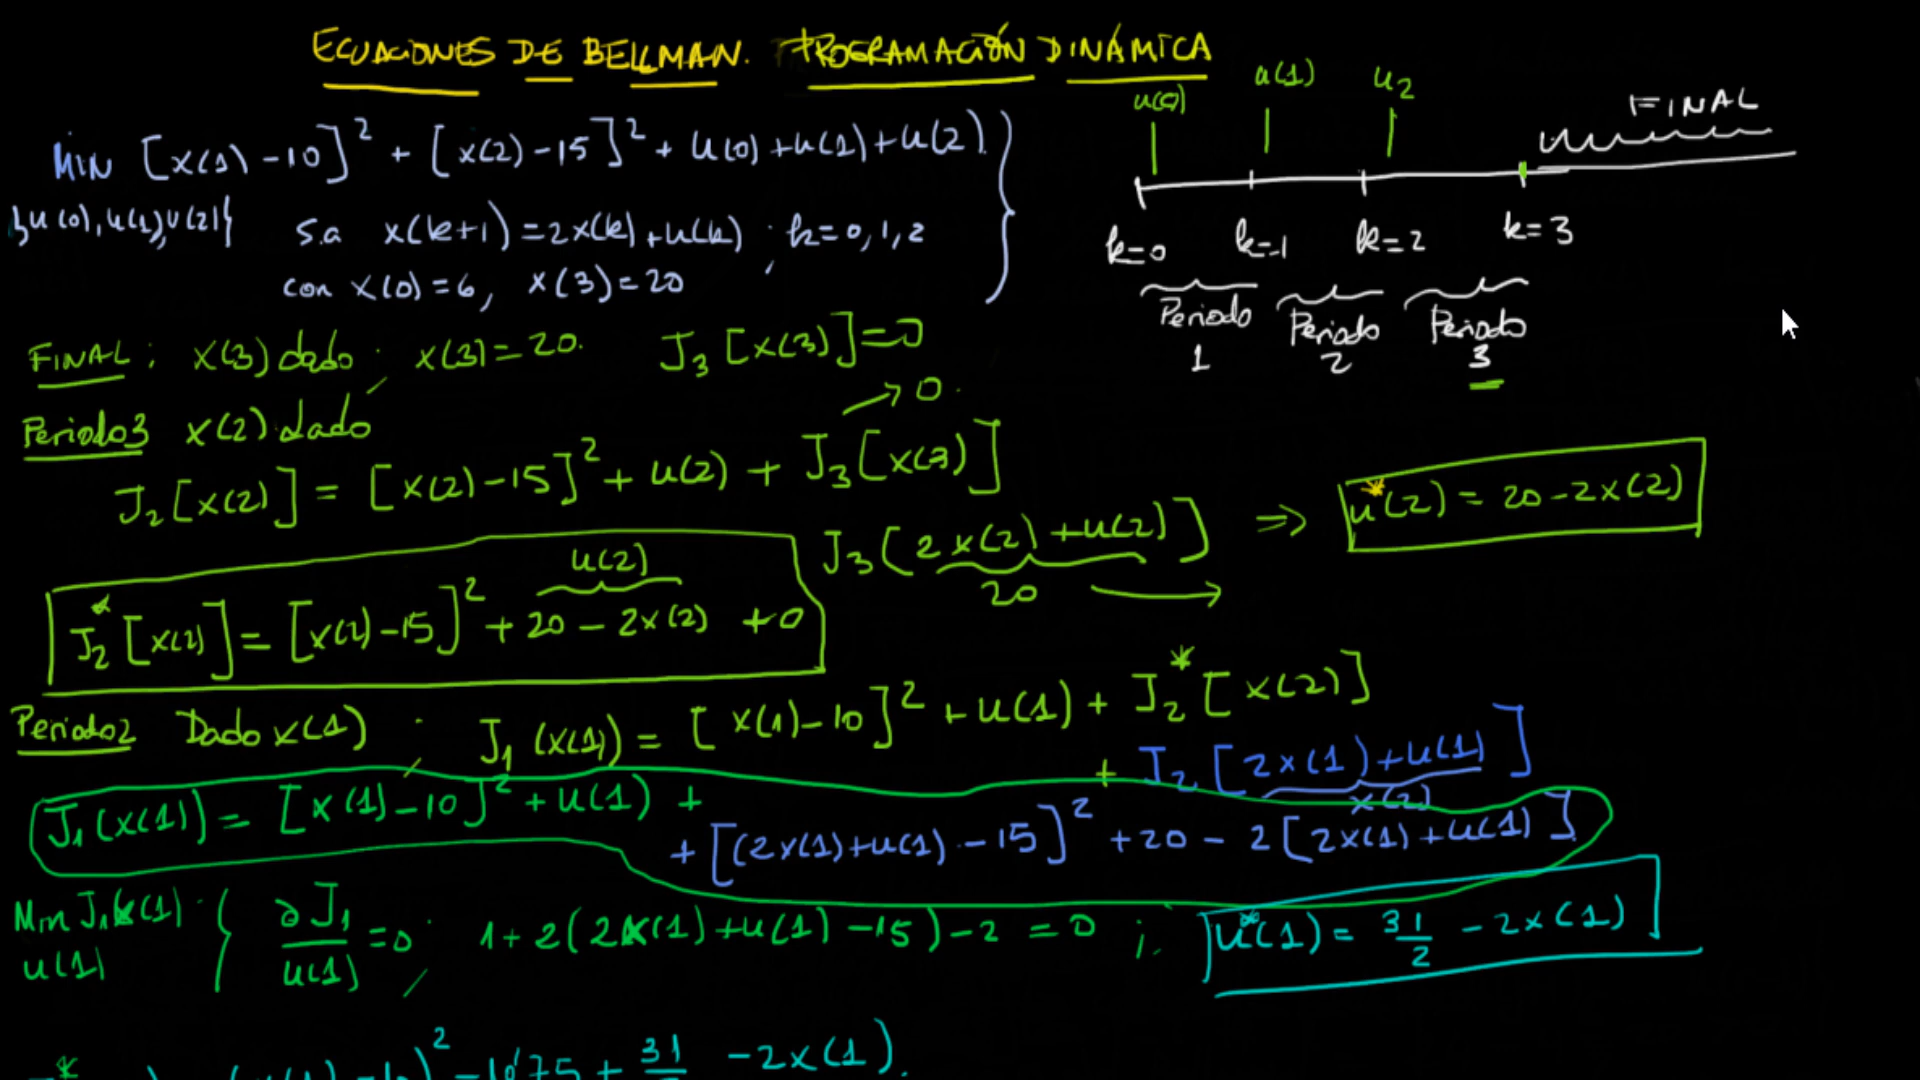 ECUACIONES DE BELLMAN. PROGRAMACIÓN DINÁMICA
MIN [x(1)-10]² + [x(2)-15]² + u(0)+u(1)+u(2)
{u(0),u(1),u(2)} s.a x(k+1)=2x(k)+u(k) ; k=0,1,2
con x(0)=6, x(3)=20
u(0) u(1) u2
FINAL
k=0 k=1 k=2 k=3
Periodo 1 Periodo 2 Periodo 3
FINAL: x(3) dado ; x(3)=20. J3[x(3)]=0
→ 0.
Periodo3 x(2) dado
J2[x(2)] = [x(2)-15]² + u(2) + J3[x(3)]
J3(2x(2)+u(2)] ⇒ u*(2) = 20-2x(2)
20 →
u(2)
J2*[x(2)] = [x(2)-15]² + 20-2x(2) +0
Periodo2 Dado x(1) ; J1(x(1)) = [x(1)-10]² + u(1) + J2*[x(2)]
+ J2[2x(1)+u(1)]
x(2)
J1(x(1)) = [x(1)-10]² + u(1) +
+ [(2x(1)+u(1)-15]² +20 - 2[2x(1)+u(1)]
Min J1(x(1)) { ∂J1/u(1) =0 ; 1+2(2x(1)+u(1)-15)-2 = 0 ; u*(1) = 31/2 - 2x(1)
u(1)
31 -2x(1).